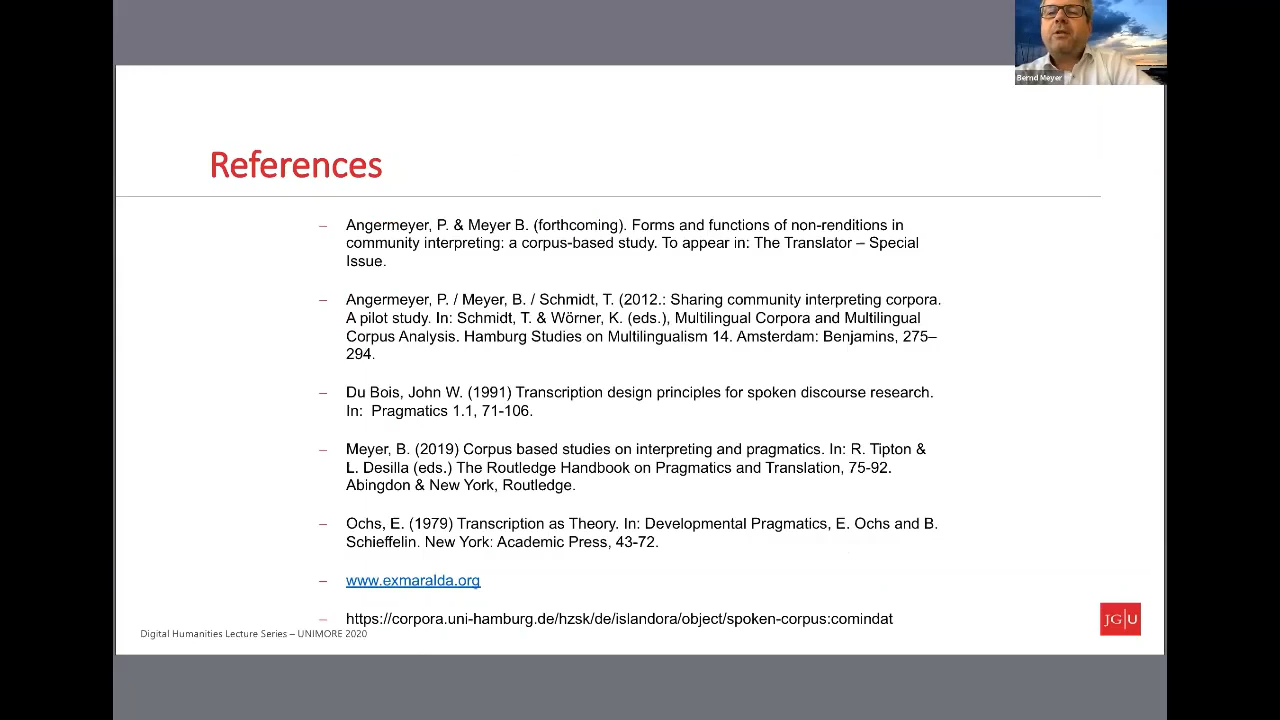 Bernd Meyer
References
– Angermeyer, P. & Meyer B. (forthcoming). Forms and functions of non-renditions in
community interpreting: a corpus-based study. To appear in: The Translator – Special
Issue.
– Angermeyer, P. / Meyer, B. / Schmidt, T. (2012.: Sharing community interpreting corpora.
A pilot study. In: Schmidt, T. & Wörner, K. (eds.), Multilingual Corpora and Multilingual
Corpus Analysis. Hamburg Studies on Multilingualism 14. Amsterdam: Benjamins, 275–
294.
– Du Bois, John W. (1991) Transcription design principles for spoken discourse research.
In: Pragmatics 1.1, 71-106.
– Meyer, B. (2019) Corpus based studies on interpreting and pragmatics. In: R. Tipton &
L. Desilla (eds.) The Routledge Handbook on Pragmatics and Translation, 75-92.
Abingdon & New York, Routledge.
– Ochs, E. (1979) Transcription as Theory. In: Developmental Pragmatics, E. Ochs and B.
Schieffelin. New York: Academic Press, 43-72.
– www.exmaralda.org
– https://corpora.uni-hamburg.de/hzsk/de/islandora/object/spoken-corpus:comindat
Digital Humanities Lecture Series – UNIMORE 2020
JG|U